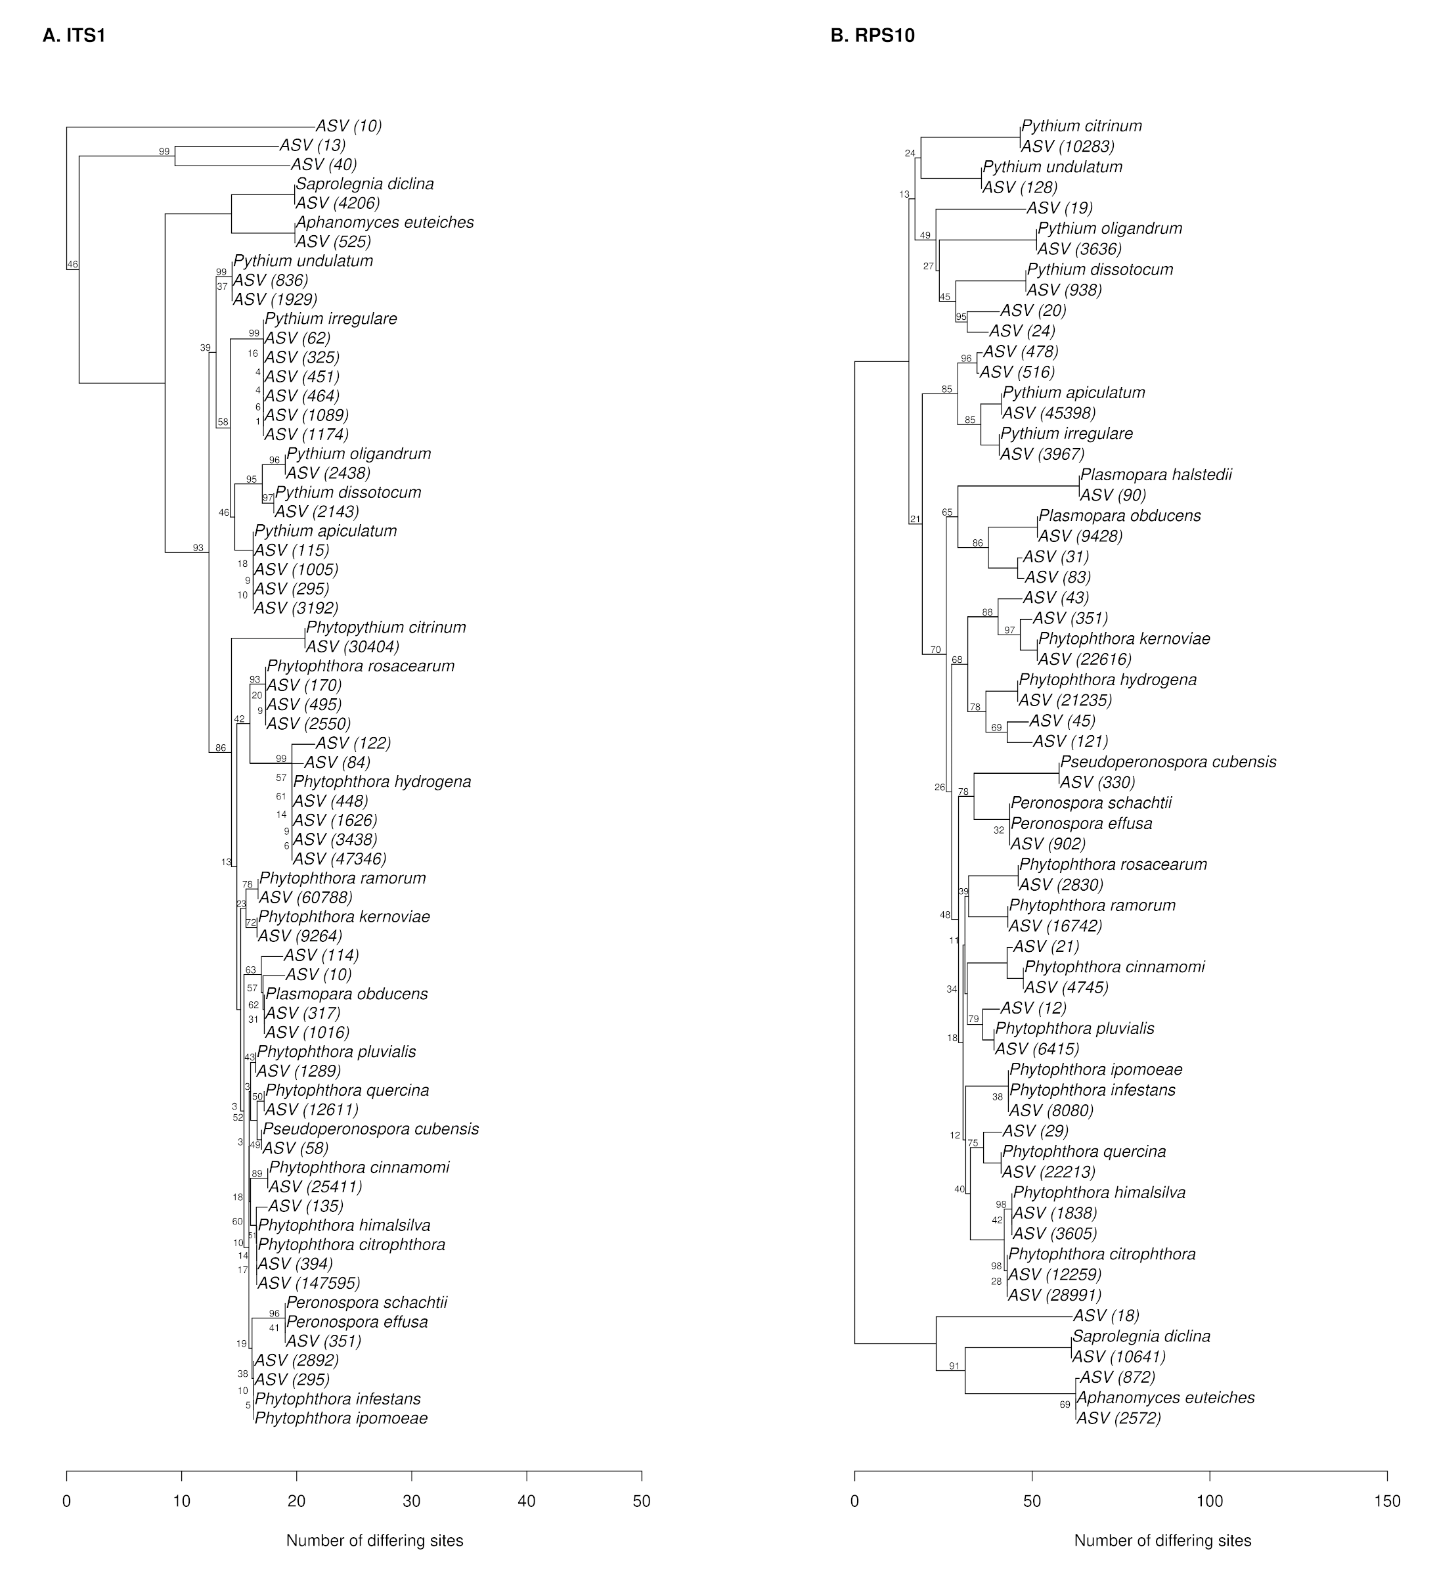 A. ITS1
ASV (10)
ASV (13)
99
ASV (40)
Saprolegnia diclina
ASV (4206)
Aphanomyces euteiches
ASV (525)
46
Pythium undulatum
99
ASV (836)
37
ASV (1929)
Pythium irregulare
99
ASV (62)
39
16
ASV (325)
4
ASV (451)
4
ASV (464)
6
ASV (1089)
58
1
ASV (1174)
Pythium oligandrum
96
ASV (2438)
95
Pythium dissotocum
97
ASV (2143)
46
Pythium apiculatum
93
ASV (115)
18
ASV (1005)
9
ASV (295)
10
ASV (3192)
Phytopythium citrinum
ASV (30404)
Phytophthora rosacearum
93
ASV (170)
20
ASV (495)
9
42
ASV (2550)
86
ASV (122)
99
ASV (84)
57
Phytophthora hydrogena
61
ASV (448)
14
ASV (1626)
9
ASV (3438)
6
ASV (47346)
13
Phytophthora ramorum
78
ASV (60788)
23
Phytophthora kernoviae
72
ASV (9264)
ASV (114)
63
ASV (10)
57
Plasmopara obducens
62
ASV (317)
31
ASV (1016)
Phytophthora pluvialis
43
ASV (1289)
3
Phytophthora quercina
50
3
ASV (12611)
52
Pseudoperonospora cubensis
3
49
ASV (58)
Phytophthora cinnamomi
89
ASV (25411)
18
ASV (135)
60
Phytophthora himalsilva
51
10
Phytophthora citrophthora
14
ASV (394)
17
ASV (147595)
Peronospora schachtii
96
Peronospora effusa
41
19
ASV (351)
ASV (2892)
38
ASV (295)
10
Phytophthora infestans
5
Phytophthora ipomoeae
0 10 20 30 40 50
Number of differing sites
B. RPS10
Pythium citrinum
ASV (10283)
24
Pythium undulatum
ASV (128)
13
ASV (19)
Pythium oligandrum
49
ASV (3636)
27
Pythium dissotocum
ASV (938)
45
ASV (20)
95
ASV (24)
ASV (478)
96
ASV (516)
85
Pythium apiculatum
ASV (45398)
85
Pythium irregulare
ASV (3967)
Plasmopara halstedii
ASV (90)
65
21
Plasmopara obducens
ASV (9428)
86
ASV (31)
ASV (83)
ASV (43)
88
ASV (351)
97
Phytophthora kernoviae
70
68
ASV (22616)
Phytophthora hydrogena
ASV (21235)
78
ASV (45)
69
ASV (121)
Pseudoperonospora cubensis
ASV (330)
26
78
Peronospora schachtii
Peronospora effusa
32
ASV (902)
Phytophthora rosacearum
ASV (2830)
39
Phytophthora ramorum
48
ASV (16742)
11
ASV (21)
Phytophthora cinnamomi
34
ASV (4745)
ASV (12)
79
Phytophthora pluvialis
18
ASV (6415)
Phytophthora ipomoeae
Phytophthora infestans
38
ASV (8080)
12
ASV (29)
75
Phytophthora quercina
ASV (22213)
40
Phytophthora himalsilva
98
ASV (1838)
42
ASV (3605)
Phytophthora citrophthora
98
ASV (12259)
28
ASV (28991)
ASV (18)
Saprolegnia diclina
ASV (10641)
91
ASV (872)
Aphanomyces euteiches
69
ASV (2572)
0 50 100 150
Number of differing sites